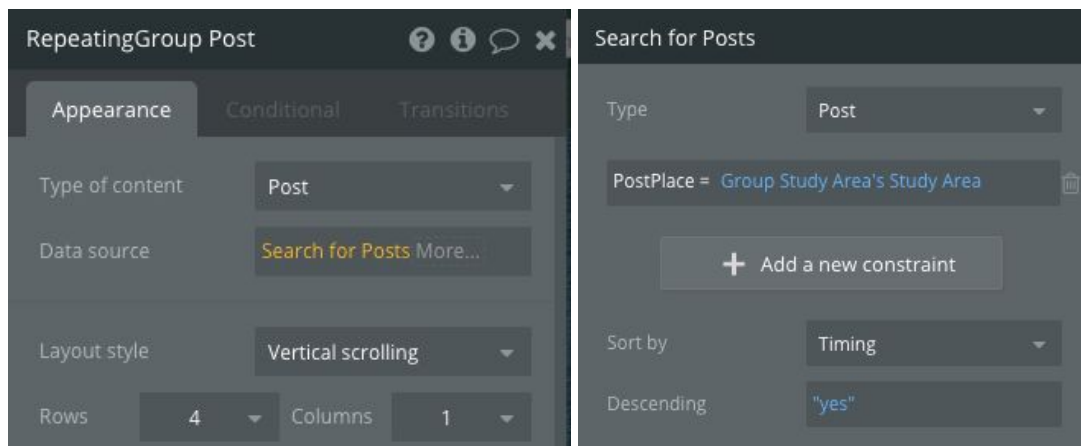 RepeatingGroup Post
Appearance Conditional Transitions
Type of content Post
Data source Search for Posts More...
Layout style Vertical scrolling
Rows 4 Columns 1
Search for Posts
Type Post
PostPlace = Group Study Area's Study Area
+ Add a new constraint
Sort by Timing
Descending "yes"